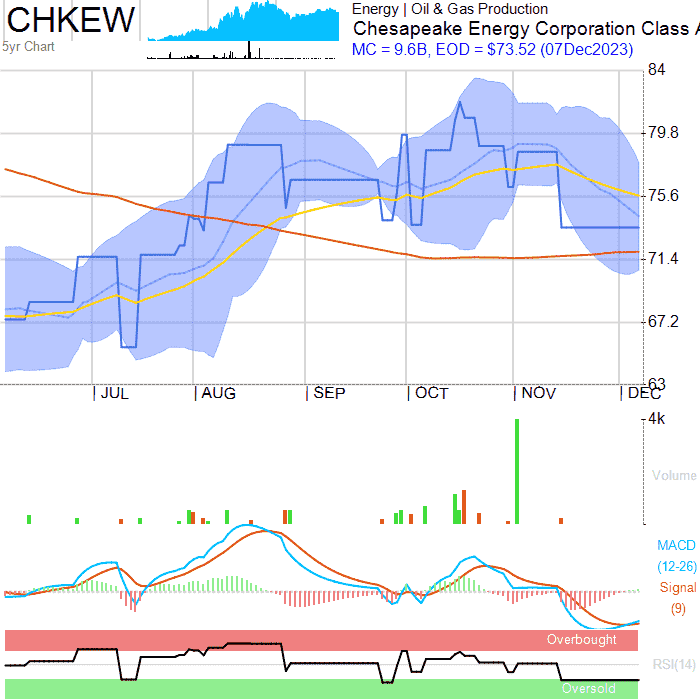 CHKEW
5yr Chart
Energy | Oil & Gas Production
Chesapeake Energy Corporation Class A
MC = 9.6B, EOD = $73.52 (07Dec2023)
84
79.8
75.6
71.4
67.2
63
JUL AUG SEP OCT NOV DEC
4k
Volume
MACD
(12-26)
Signal
(9)
Overbought
RSI(14)
Oversold